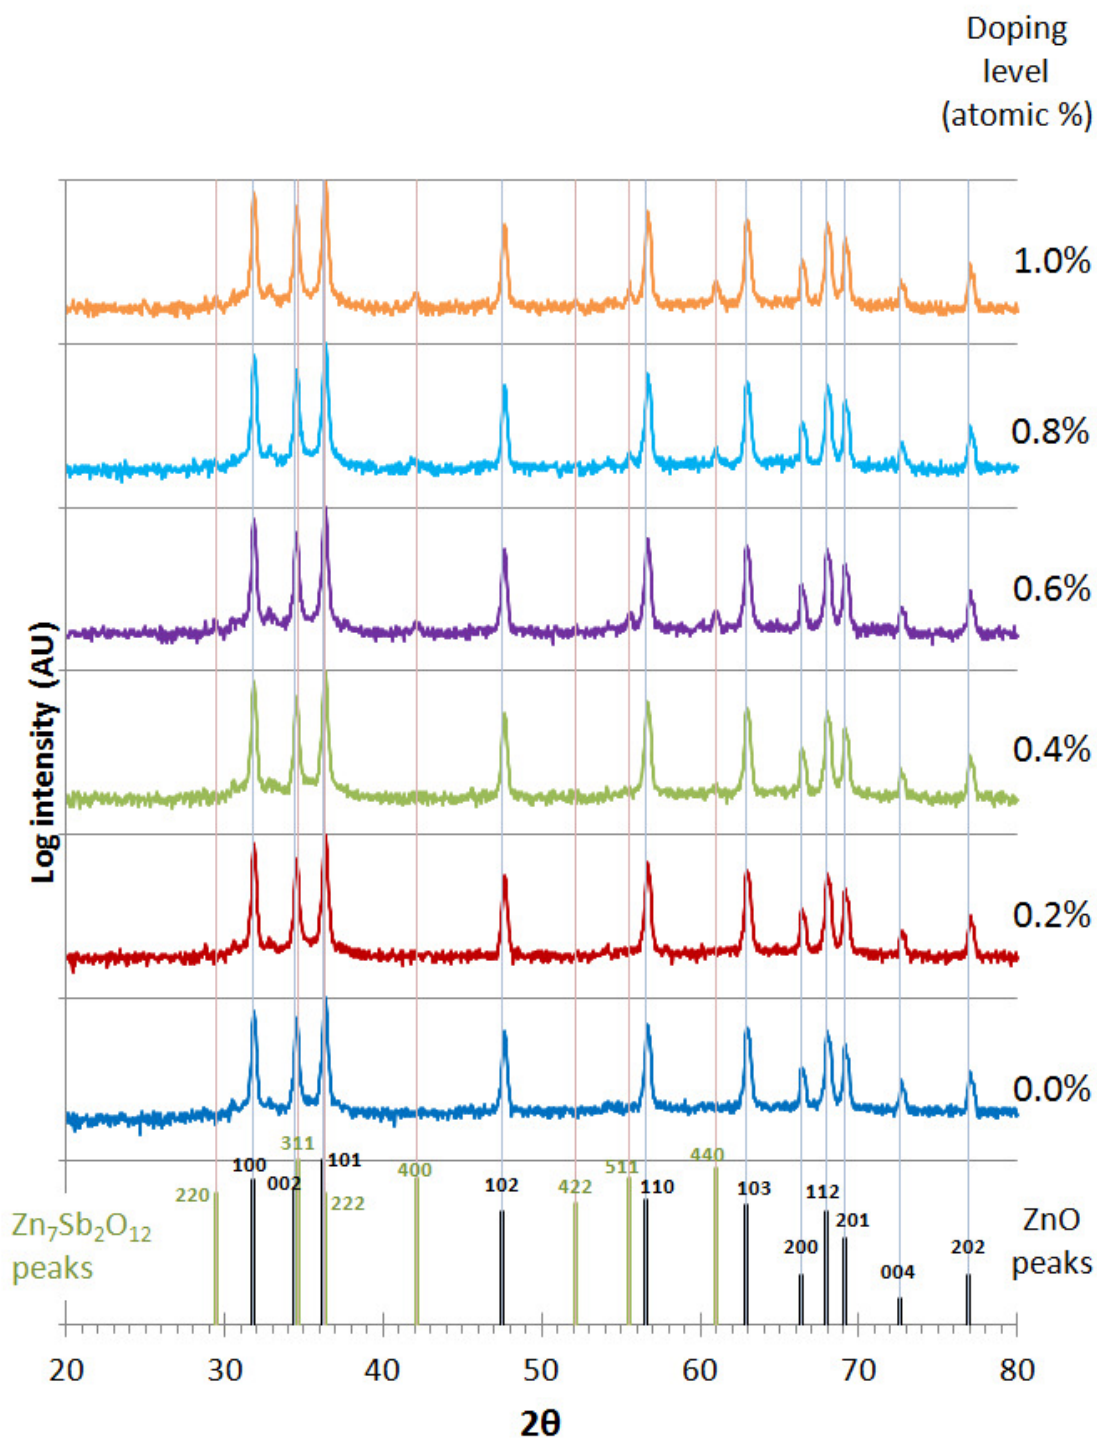 Doping
level
(atomic %)
1.0%
0.8%
0.6%
0.4%
0.2%
0.0%
Log intensity (AU)
311
440
100
101
400
511
220
002
222
102
422
110
103
112
201
200
202
004
Zn₇Sb₂O₁₂
peaks
ZnO
peaks
20 30 40 50 60 70 80
2θ